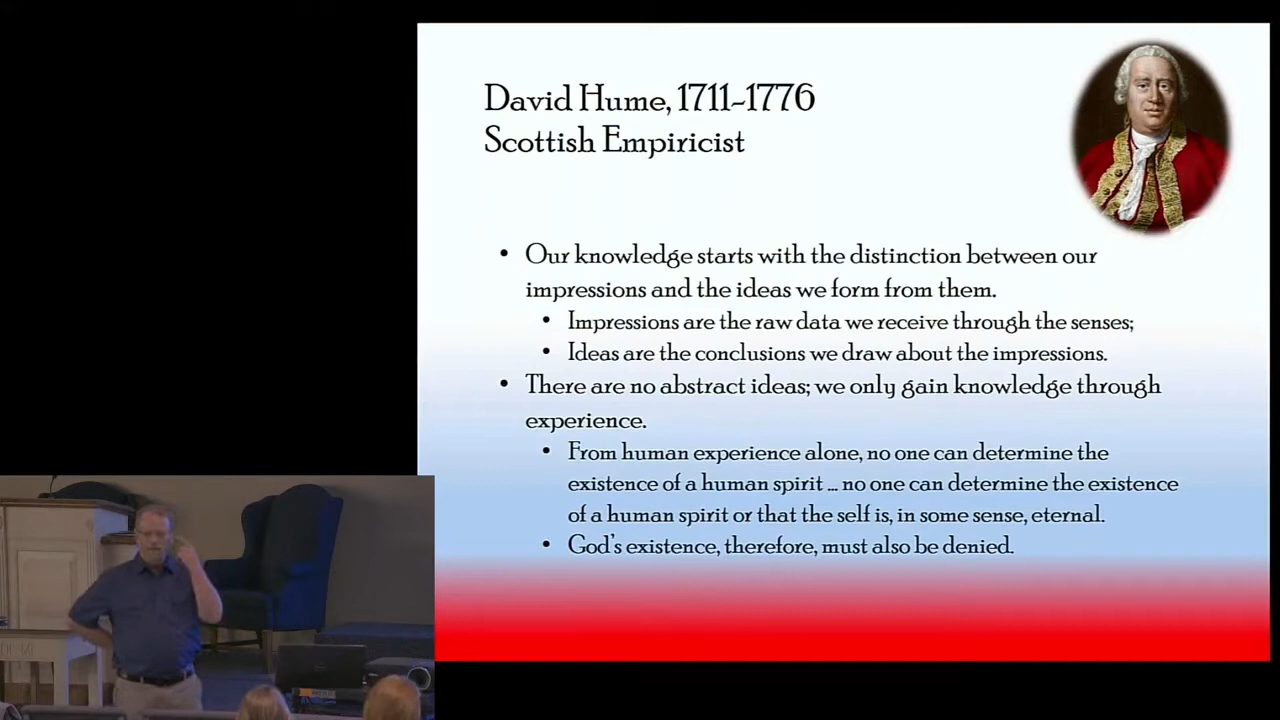 David Hume, 1711-1776
Scottish Empiricist
• Our knowledge starts with the distinction between our
impressions and the ideas we form from them.
• Impressions are the raw data we receive through the senses;
• Ideas are the conclusions we draw about the impressions.
• There are no abstract ideas; we only gain knowledge through
experience.
• From human experience alone, no one can determine the
existence of a human spirit ... no one can determine the existence
of a human spirit or that the self is, in some sense, eternal.
• God's existence, therefore, must also be denied.